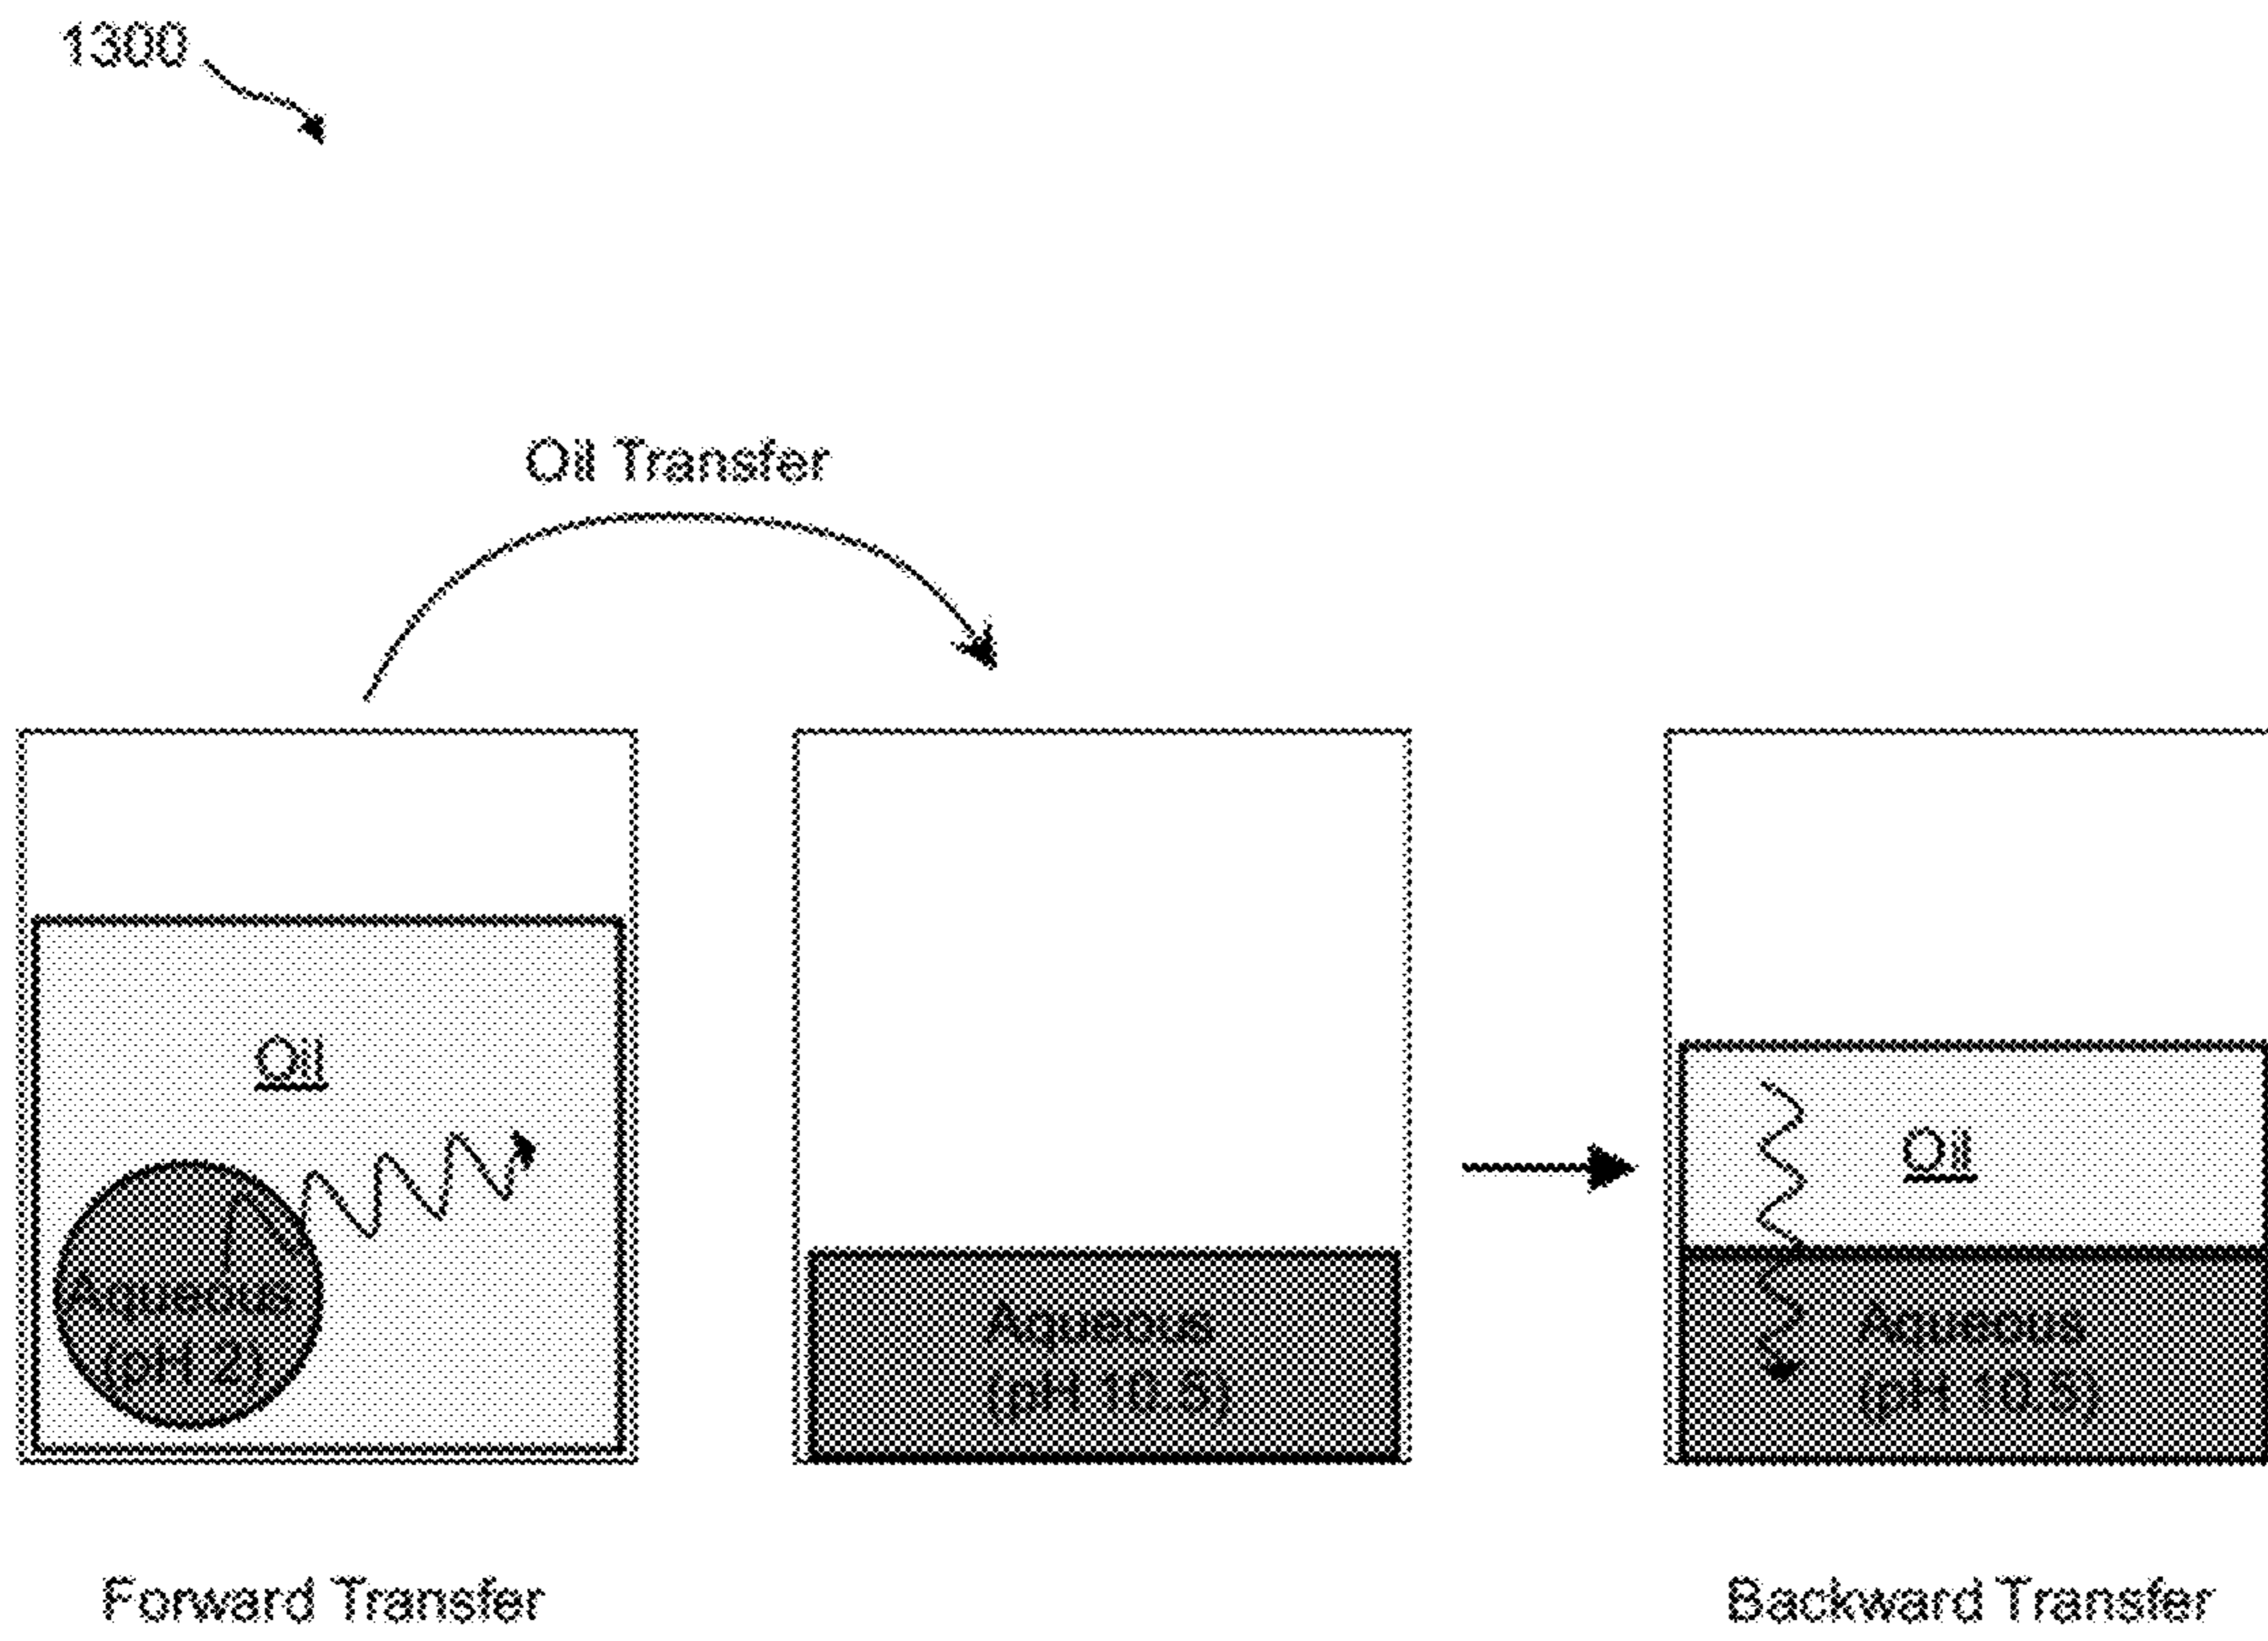 1300
Oil Transfer
Oil
Aqueous
(pH 2)
Aqueous
(pH 10.5)
Oil
Aqueous
(pH 10.5)
Forward Transfer
Backward Transfer